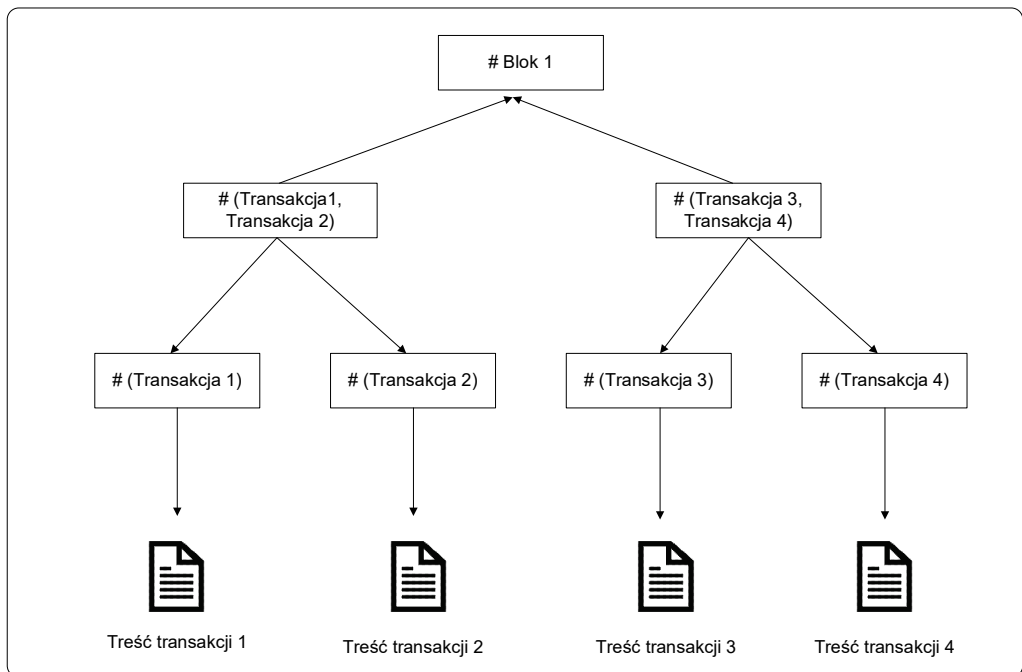 # Blok 1
# (Transakcja1,
Transakcja 2)
# (Transakcja 3,
Transakcja 4)
# (Transakcja 1)
# (Transakcja 2)
# (Transakcja 3)
# (Transakcja 4)
Treść transakcji 1
Treść transakcji 2
Treść transakcji 3
Treść transakcji 4